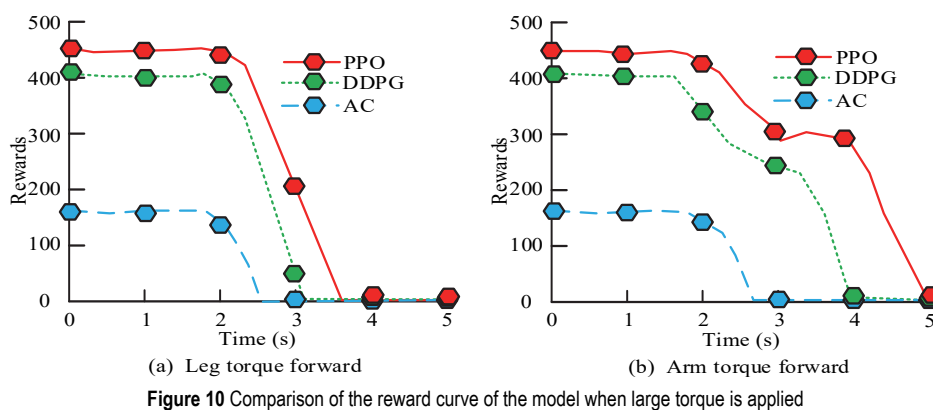 500
400
300
200
100
0
Rewards
PPO
DDPG
AC
0 1 2 3 4 5
Time (s)
(a) Leg torque forward
500
400
300
200
100
0
Rewards
PPO
DDPG
AC
0 1 2 3 4 5
Time (s)
(b) Arm torque forward
Figure 10 Comparison of the reward curve of the model when large torque is applied